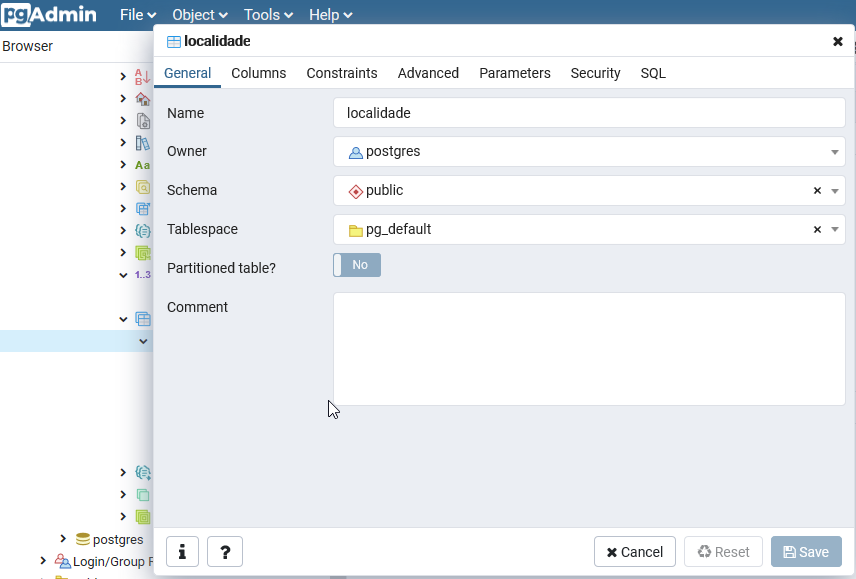 pgAdmin File Object Tools Help
Browser
localidade
General Columns Constraints Advanced Parameters Security SQL
Name localidade
Owner postgres
Schema public
Tablespace pg_default
Partitioned table? No
Comment
Aa
1..3
postgres
Login/Group
i ? Cancel Reset Save